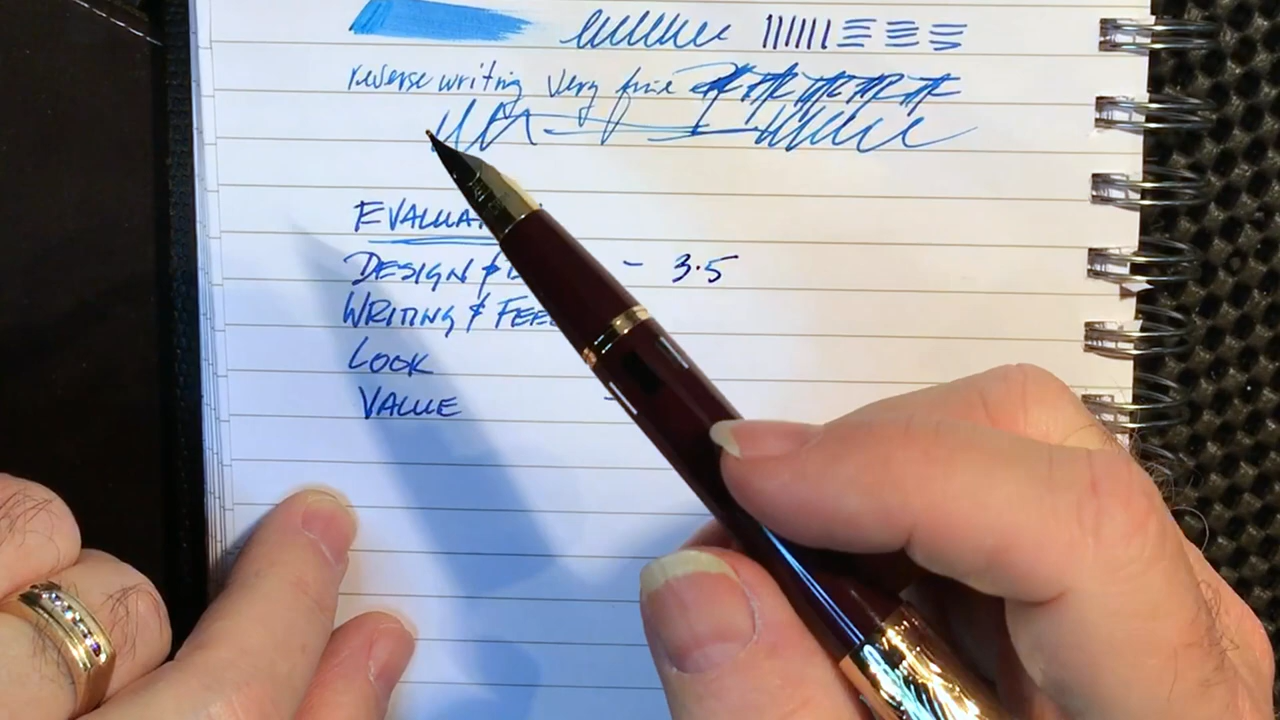 reverse writing very fine
EVALUA
DESIGN & - 3.5
WRITING & FEE
LOOK
VALUE -